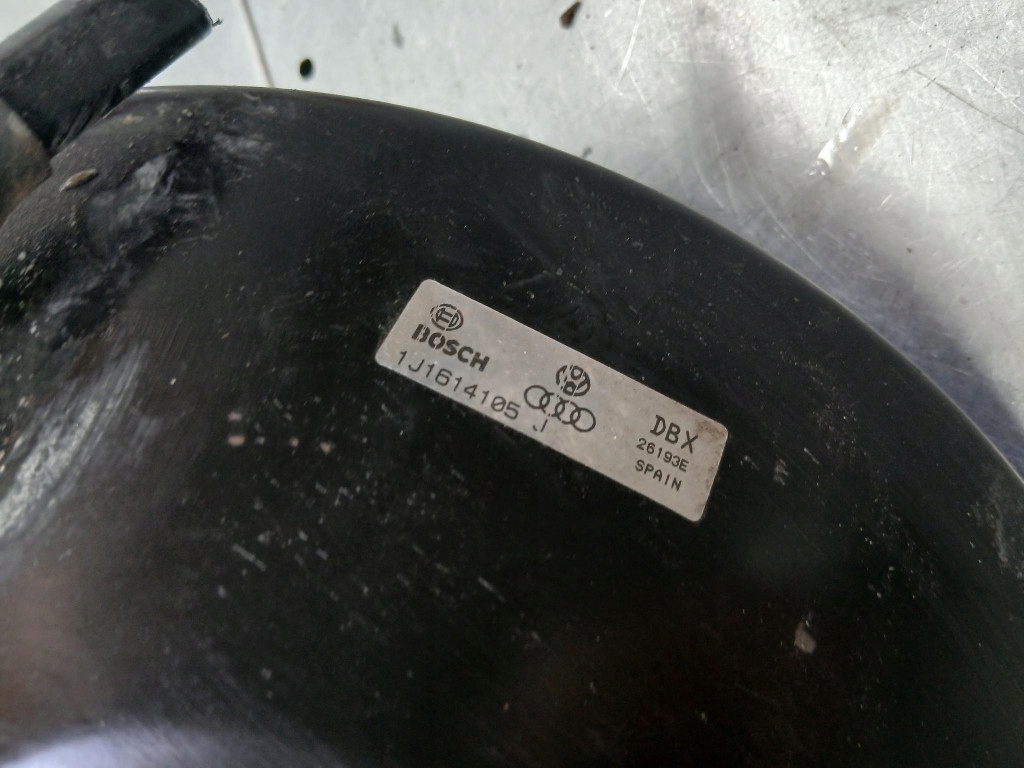 BOSCH
1J1614105 J
DBX
26193E
SPAIN